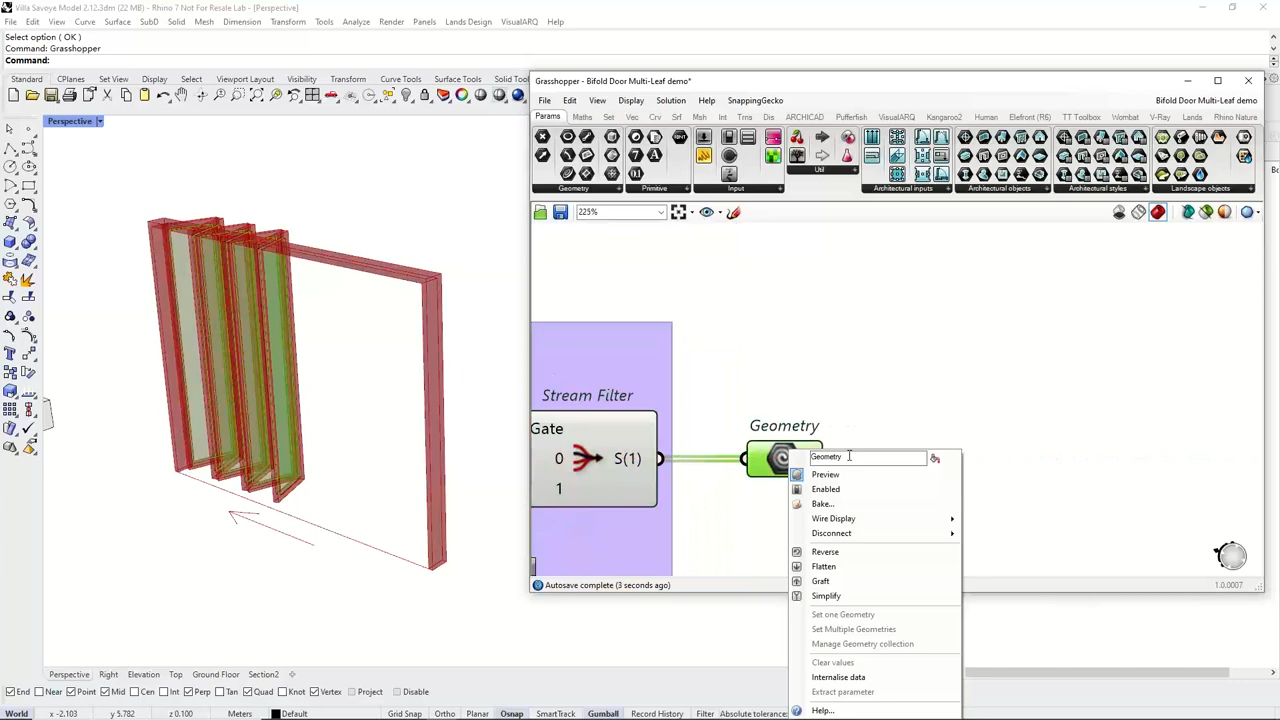 Villa Savoye Model 2.12.3dm (22 MB) - Rhino 7 Not For Resale Lab - [Perspective]
File Edit View Curve Surface SubD Solid Mesh Dimension Transform Tools Analyze Render Panels Lands VisualARQ Help
Select option ( OK )
Command: Grasshopper
Command:
Standard CPlanes Set View Display Select Viewport Layout Visibility Transform Curve Tools Surface Tools Solid Tools
Perspective
Grasshopper - Bifold Door Multi-Leaf demo*
File Edit View Display Solution Help SnappingGecko Bifold Door Multi-Leaf demo
Params Maths Set Vec Crv Srf Msh Int Trns Dis ARCHICAD Pufferfish VisualARQ Kangaroo2 Human Elefront (R6) TT Toolbox Wombat V-Ray Lands Rhino Nature
Geometry Primitive Input Util Architectural inputs Architectural objects Architectural styles Landscape objects
225%
Stream Filter
Gate
0
1
S(1)
Geometry
Geometry
Preview
Enabled
Bake...
Wire Display
Disconnect
Reverse
Flatten
Graft
Simplify
Set one Geometry
Set Multiple Geometries
Manage Geometry collection
Clear values
Internalise data
Extract parameter
Help...
Autosave complete (3 seconds ago) 1.0.0007
Perspective Right Elevation Top Ground Floor Section2
End Near Point Mid Cen Int Perp Tan Quad Knot Vertex Project Disable
World x -2.103 y 5.782 z 0.100 Meters Default Grid Snap Ortho Planar Osnap SmartTrack Gumball Record History Filter Absolute tolerance: